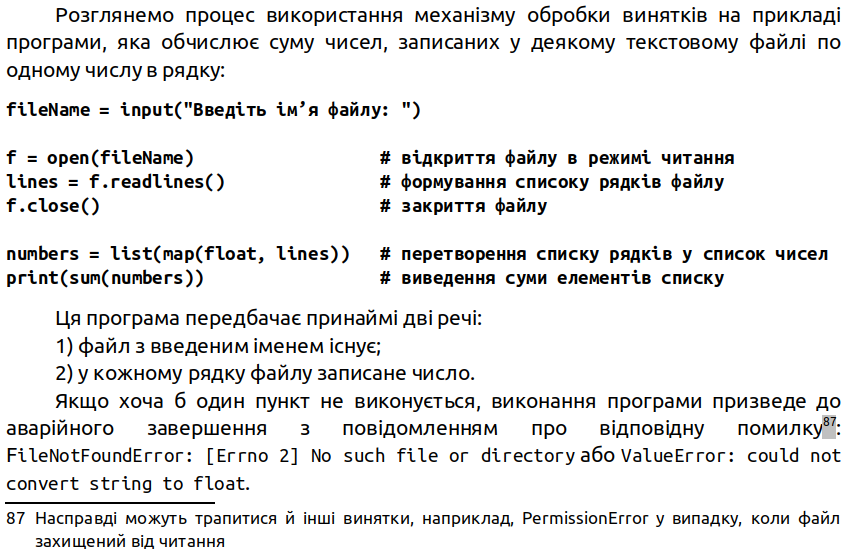 Розглянемо процес використання механізму обробки винятків на прикладі
програми, яка обчислює суму чисел, записаних у деякому текстовому файлі по
одному числу в рядку:
fileName = input("Введіть ім’я файлу: ")
f = open(fileName) # відкриття файлу в режимі читання
lines = f.readlines() # формування списоку рядків файлу
f.close() # закриття файлу
numbers = list(map(float, lines)) # перетворення списку рядків у список чисел
print(sum(numbers)) # виведення суми елементів списку
Ця програма передбачає принаймі дві речі:
1) файл з введеним іменем існує;
2) у кожному рядку файлу записане число.
Якщо хоча б один пункт не виконується, виконання програми призведе до
аварійного завершення з повідомленням про відповідну помилку87:
FileNotFoundError: [Errno 2] No such file or directory або ValueError: could not
convert string to float.
87 Насправді можуть трапитися й інші винятки, наприклад, PermissionError у випадку, коли файл
захищений від читання